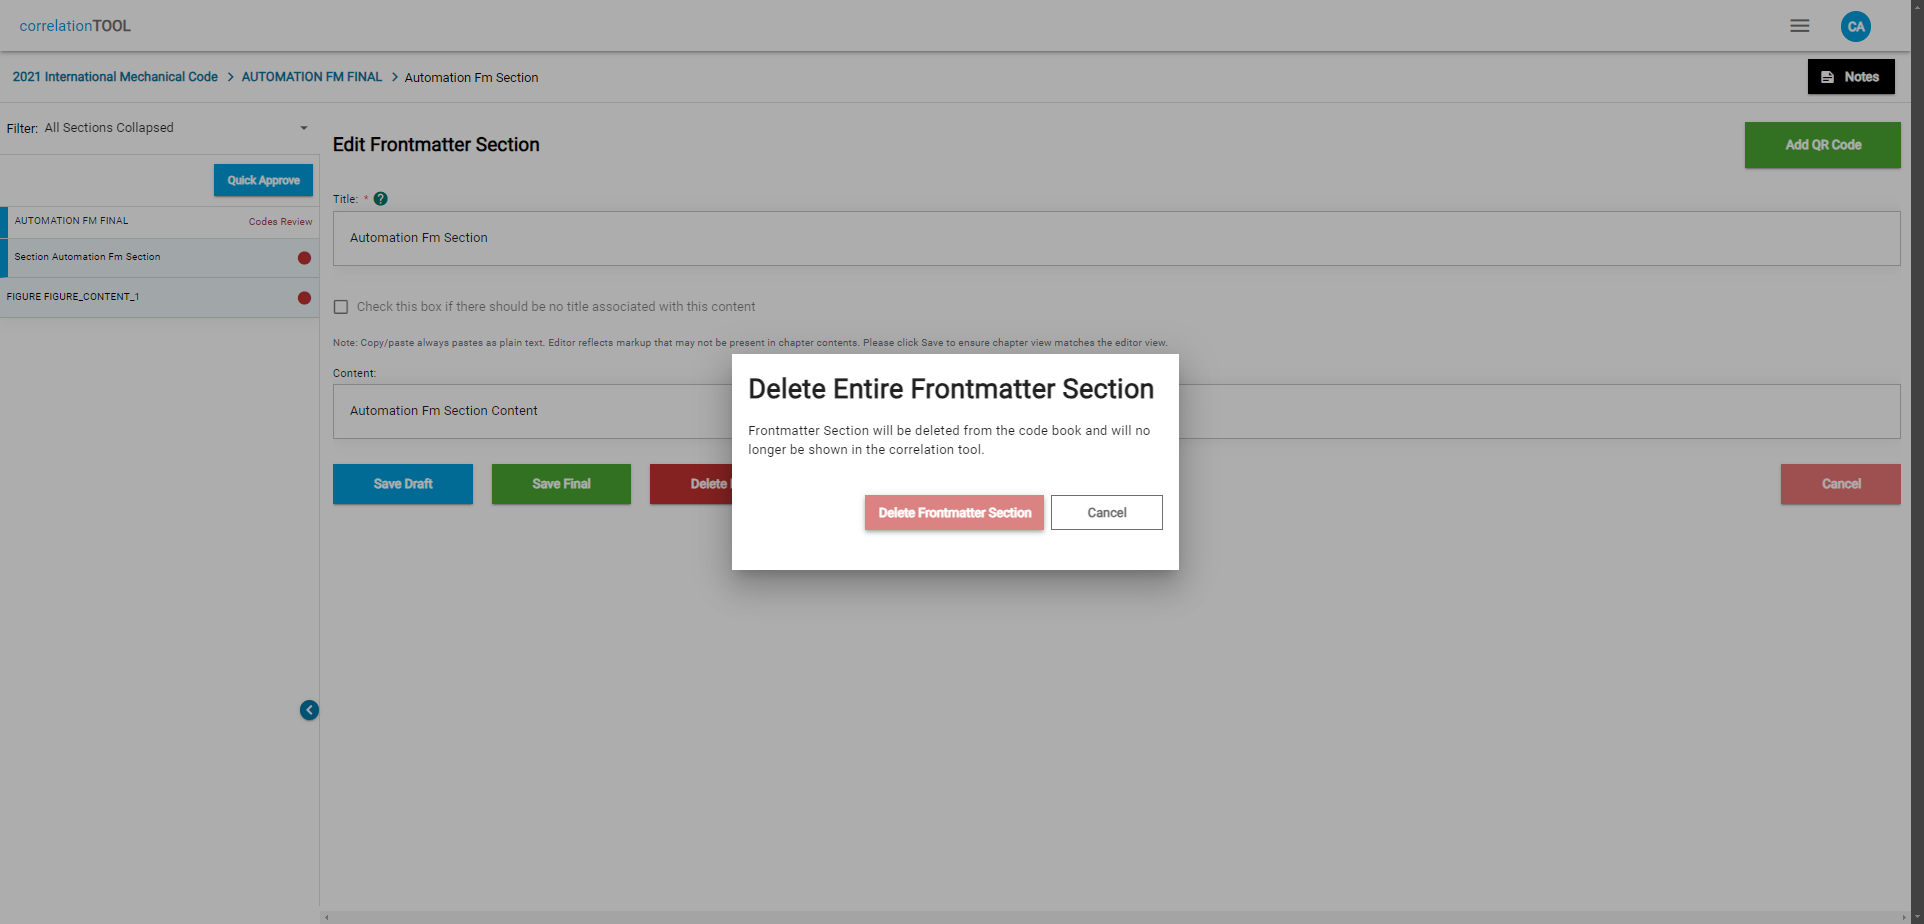 correlationTOOL
CA
2021 International Mechanical Code > AUTOMATION FM FINAL > Automation Fm Section
Notes
Filter: All Sections Collapsed
Quick Approve
AUTOMATION FM FINAL Codes Review
Section Automation Fm Section
FIGURE FIGURE_CONTENT_1
Edit Frontmatter Section
Add QR Code
Title: * ?
Automation Fm Section
Check this box if there should be no title associated with this content
Note: Copy/paste always pastes as plain text. Editor reflects markup that may not be present in chapter contents. Please click Save to ensure chapter view matches the editor view.
Content:
Automation Fm Section Content
Save Draft
Save Final
Delete
Cancel
Delete Entire Frontmatter Section
Frontmatter Section will be deleted from the code book and will no
longer be shown in the correlation tool.
Delete Frontmatter Section
Cancel